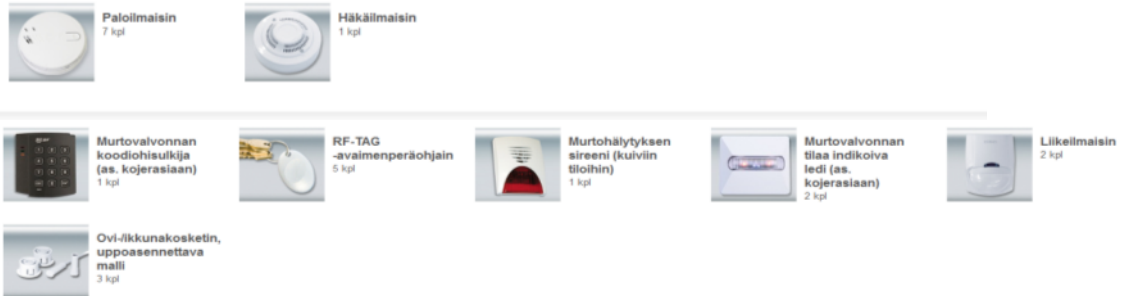 Paloilmaisin
7 kpl
Häkäilmaisin
1 kpl
Murtovalvonnan
koodiohisulkija
(as. kojerasiaan)
1 kpl
RF-TAG
-avaimenperäohjain
5 kpl
Murtohälytyksen
sireeni (kuiviin
tiloihin)
1 kpl
Murtovalvonnan
tilaa indikoiva
ledi (as.
kojerasiaan)
2 kpl
Liikeilmaisin
2 kpl
Ovi-/ikkunakosketin,
uppoasennettava
malli
3 kpl